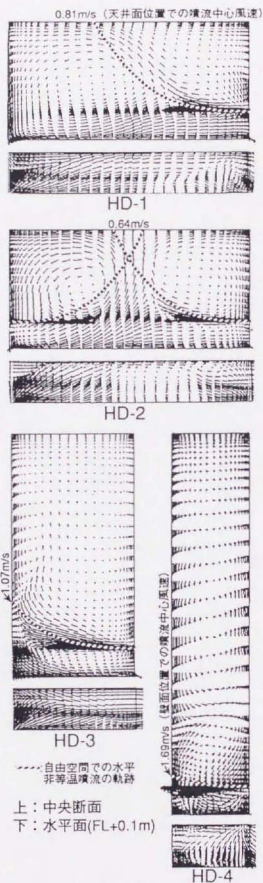 0.81m/s (天井面位置での噴流中心風速)
HD-1
0.64m/s
HD-2
1.07m/s
1.69m/s (壁面位置での噴流中心風速)
HD-3
自由空間での水平
非等温噴流の軌跡
上:中央断面
下:水平面(FL+0.1m)
HD-4